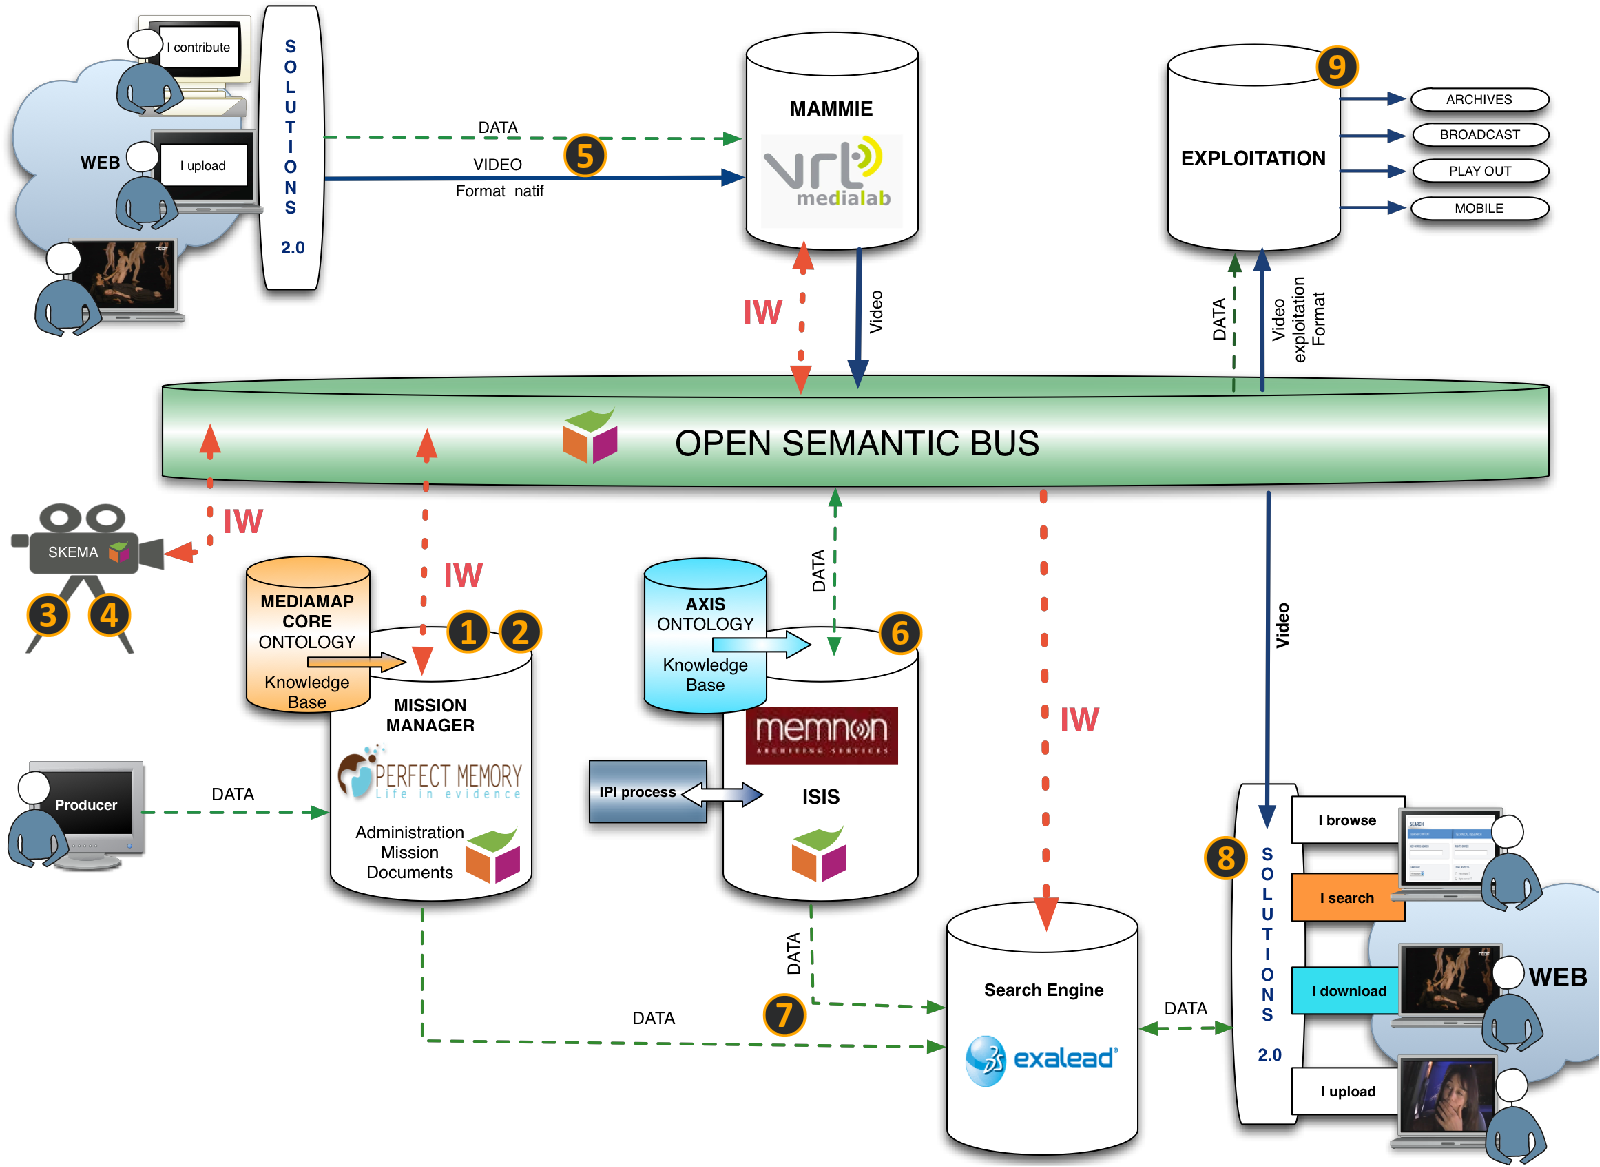 I contribute
I upload
WEB
SOLUTIONS
2.0
DATA
5
VIDEO
Format natif
MAMMIE
vrt
medialab
9
EXPLOITATION
ARCHIVES
BROADCAST
PLAY OUT
MOBILE
IW
Video
DATA
Video
exploitation
Format
OPEN SEMANTIC BUS
IW
SKEMA
3
4
MEDIAMAP
CORE
ONTOLOGY
Knowledge
Base
IW
1
2
MISSION
MANAGER
PERFECT MEMORY
Life in evidence
Administration
Mission
Documents
Producer
DATA
AXIS
ONTOLOGY
Knowledge
Base
DATA
6
memnon
ARCHIVING SERVICES
IPI process
ISIS
IW
Video
DATA
7
DATA
Search Engine
exalead
DATA
8
SOLUTIONS
2.0
I browse
SEARCH
I search
I download
I upload
WEB